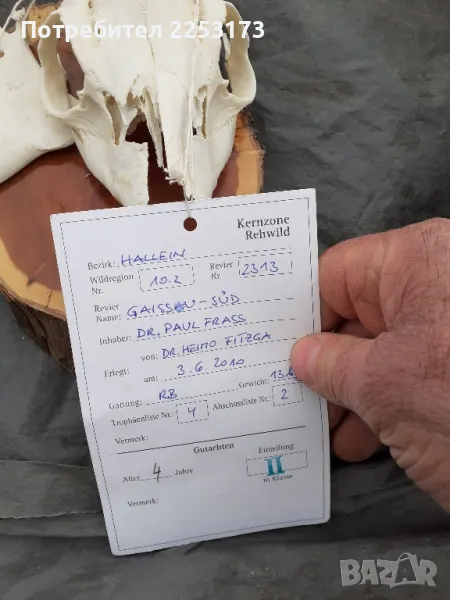 Потребител 2253173
Kernzone
Rehwild
Bezirk: HALLEIN
Wildregion Nr. 10.2 Revier Nr. 2313
Revier Name: GAISSAU-SÜD
Inhaber: DR. PAUL FRASS
Erlegt: von: DR. HEIMO FITZGA
am: 3.6.2010
Gattung: RB Gewicht:
Trophäenliste Nr.: 4 Abschussliste Nr.: 2
Vermerk:
Gutachten
Alter 4 Jahre Einteilung II in Klasse
Vermerk:
BAZAR